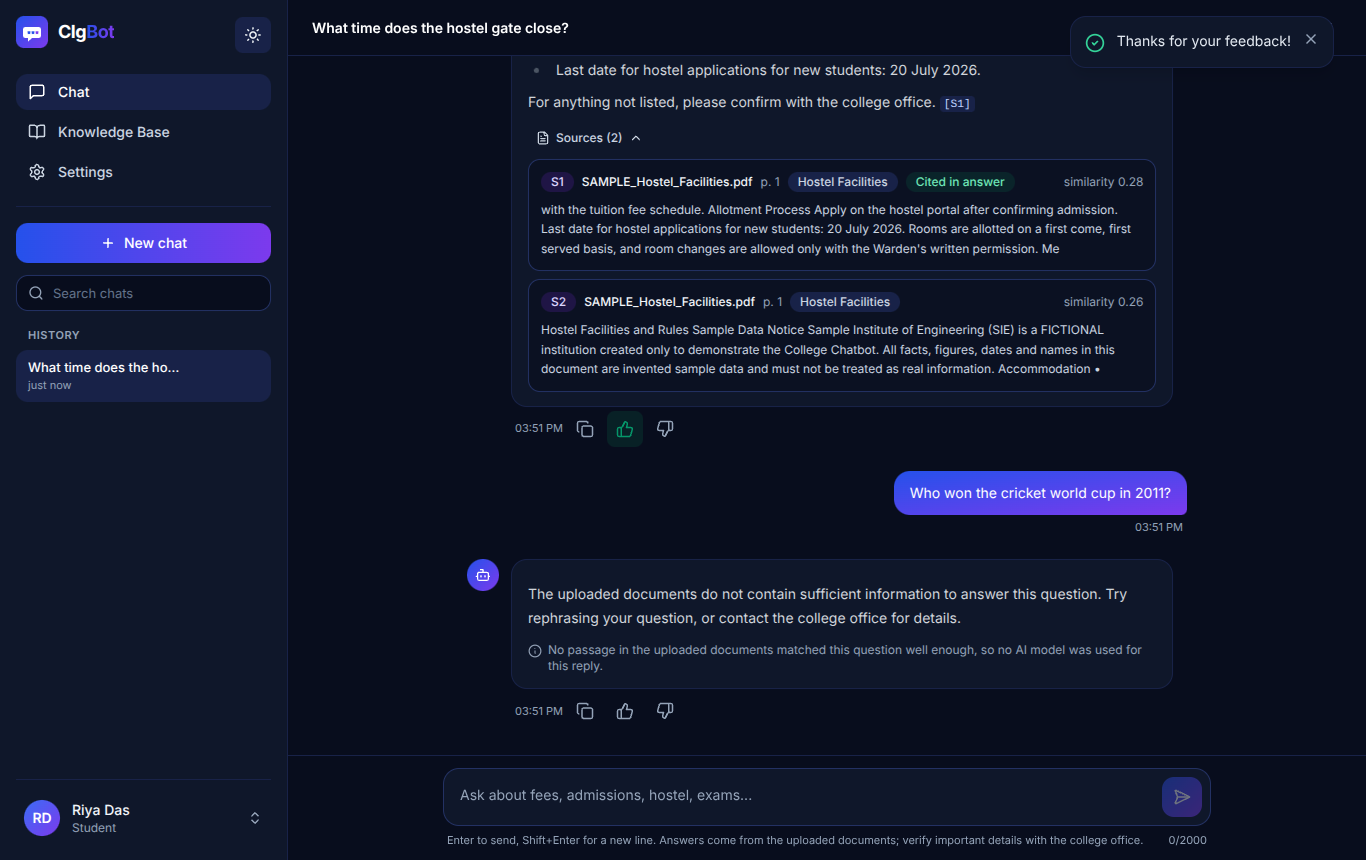 ClgBot
Chat
Knowledge Base
Settings
+ New chat
Search chats
HISTORY
What time does the ho...
just now
RD
Riya Das
Student
What time does the hostel gate close?
Thanks for your feedback!
• Last date for hostel applications for new students: 20 July 2026.
For anything not listed, please confirm with the college office. [S1]
Sources (2)
S1 SAMPLE_Hostel_Facilities.pdf p. 1 Hostel Facilities Cited in answer similarity 0.28
with the tuition fee schedule. Allotment Process Apply on the hostel portal after confirming admission.
Last date for hostel applications for new students: 20 July 2026. Rooms are allotted on a first come, first
served basis, and room changes are allowed only with the Warden's written permission. Me
S2 SAMPLE_Hostel_Facilities.pdf p. 1 Hostel Facilities similarity 0.26
Hostel Facilities and Rules Sample Data Notice Sample Institute of Engineering (SIE) is a FICTIONAL
institution created only to demonstrate the College Chatbot. All facts, figures, dates and names in this
document are invented sample data and must not be treated as real information. Accommodation •
03:51 PM
Who won the cricket world cup in 2011?
03:51 PM
The uploaded documents do not contain sufficient information to answer this question. Try
rephrasing your question, or contact the college office for details.
No passage in the uploaded documents matched this question well enough, so no AI model was used for
this reply.
03:51 PM
Ask about fees, admissions, hostel, exams...
Enter to send, Shift+Enter for a new line. Answers come from the uploaded documents; verify important details with the college office. 0/2000